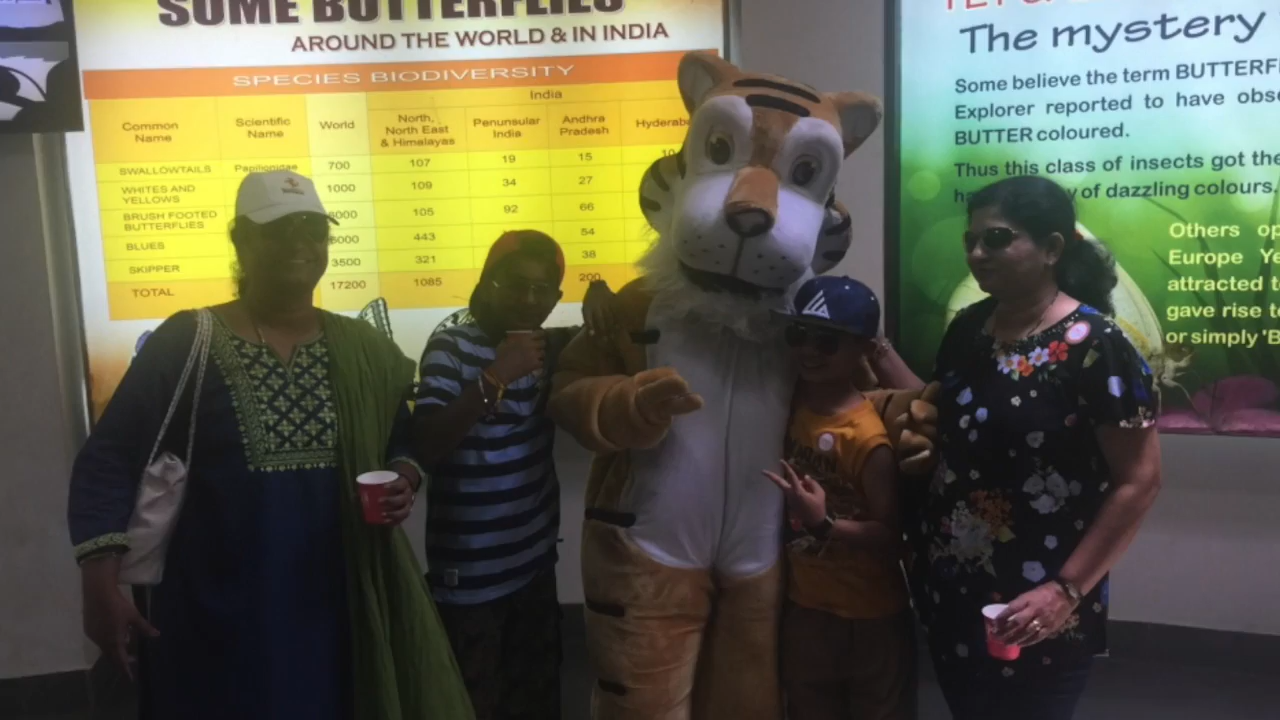 SOME BUTTERFLIES
AROUND THE WORLD & IN INDIA
SPECIES BIODIVERSITY
India
Common Name Scientific Name World North, North East & Himalayas Penunsular India Andhra Pradesh
SWALLOWTAILS Papilionidae 700 107 19 15 10
WHITES AND YELLOWS 1000 109 34 27
BRUSH FOOTED BUTTERFLIES 105 92 66
BLUES 443 54
SKIPPER 3500 321 38
TOTAL 17200 1085 200
The mystery
Some believe the term
Explorer reported to have
BUTTER coloured.
Thus this class of insects got the
of dazzling colours.
Others
Europe
attracted
gave rise
or simply